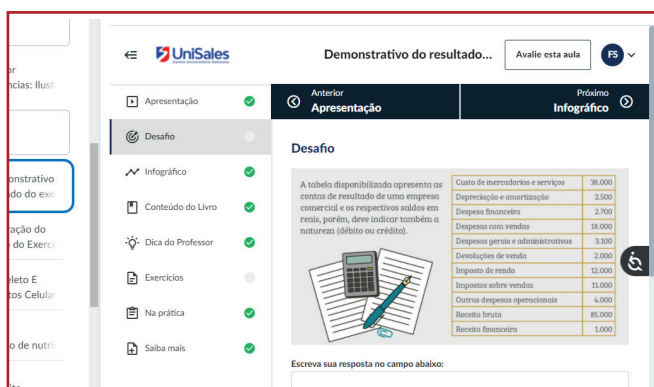 or
ncias: Ilust
onstrativo
do do exe
ração do
do Exercí
leto E
tos Celula
o de nutri
UniSales
Centro Universitário Salesiano
Demonstrativo do resultado...
Avalie esta aula
FS
Apresentação
Desafio
Infográfico
Conteúdo do Livro
Dica do Professor
Exercícios
Na prática
Saiba mais
Anterior
Apresentação
Próximo
Infográfico
Desafio
A tabela disponibilizada apresenta as
contas de resultado de uma empresa
comercial e os respectivos saldos em
reais, porém, deve indicar também a
natureza (débito ou crédito).
Custo de mercadorias e serviços 38.000
Depreciação e amortização 2.500
Despesa financeira 2.700
Despesas com vendas 18.000
Despesas gerais e administrativas 3.100
Devoluções de venda 2.000
Imposto de renda 12.000
Impostos sobre vendas 11.000
Outras despesas operacionais 4.000
Receita bruta 85.000
Receita financeira 1.000
Escreva sua resposta no campo abaixo: